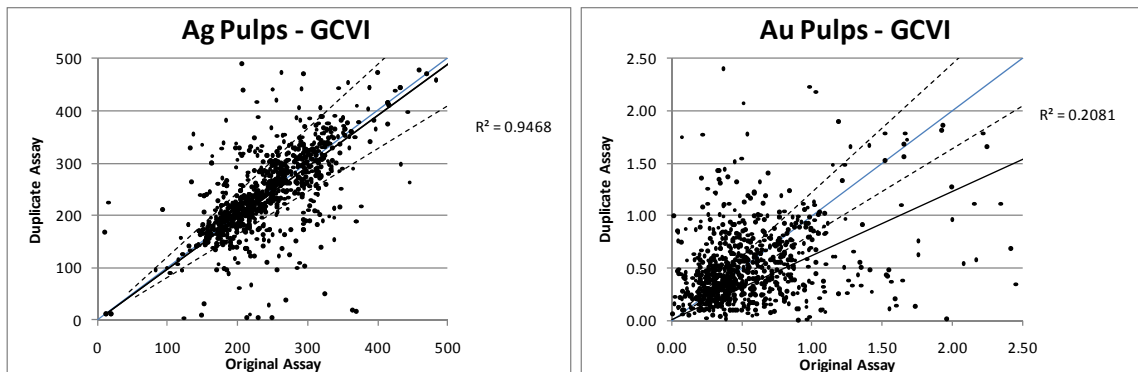 Ag Pulps - GCVI
500
400
300
200
100
0
0 100 200 300 400 500
Duplicate Assay
Original Assay
R² = 0.9468
Au Pulps - GCVI
2.50
2.00
1.50
1.00
0.50
0.00
0.00 0.50 1.00 1.50 2.00 2.50
Duplicate Assay
Original Assay
R² = 0.2081